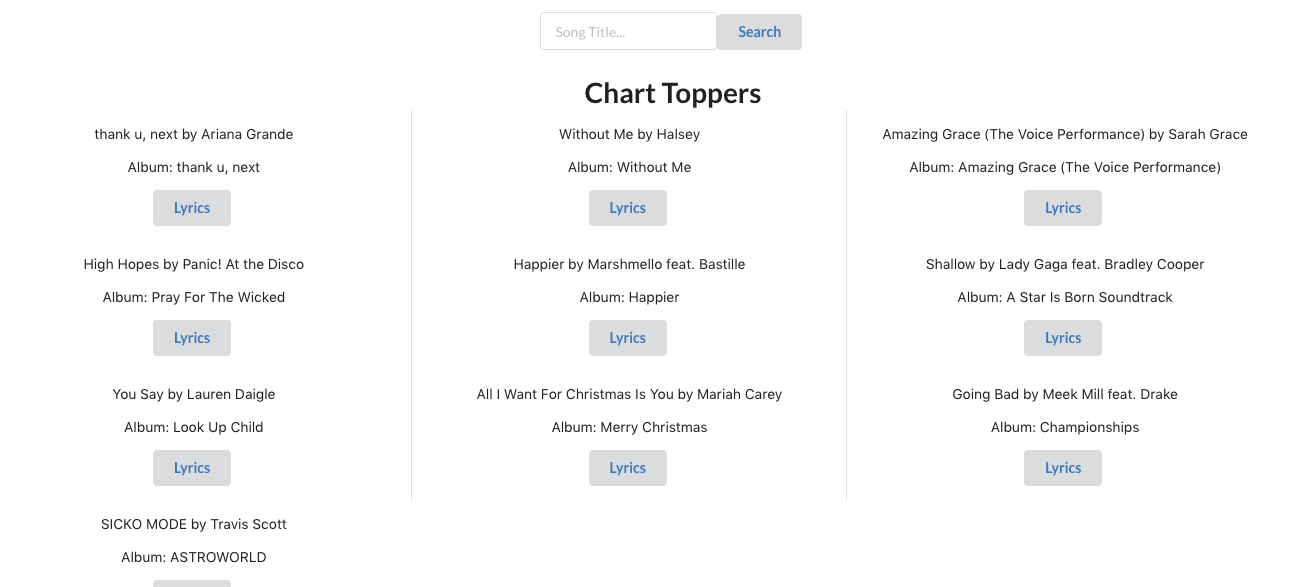 Song Title...
Search
Chart Toppers
thank u, next by Ariana Grande
Album: thank u, next
Lyrics
Without Me by Halsey
Album: Without Me
Lyrics
Amazing Grace (The Voice Performance) by Sarah Grace
Album: Amazing Grace (The Voice Performance)
Lyrics
High Hopes by Panic! At the Disco
Album: Pray For The Wicked
Lyrics
Happier by Marshmello feat. Bastille
Album: Happier
Lyrics
Shallow by Lady Gaga feat. Bradley Cooper
Album: A Star Is Born Soundtrack
Lyrics
You Say by Lauren Daigle
Album: Look Up Child
Lyrics
All I Want For Christmas Is You by Mariah Carey
Album: Merry Christmas
Lyrics
Going Bad by Meek Mill feat. Drake
Album: Championships
Lyrics
SICKO MODE by Travis Scott
Album: ASTROWORLD